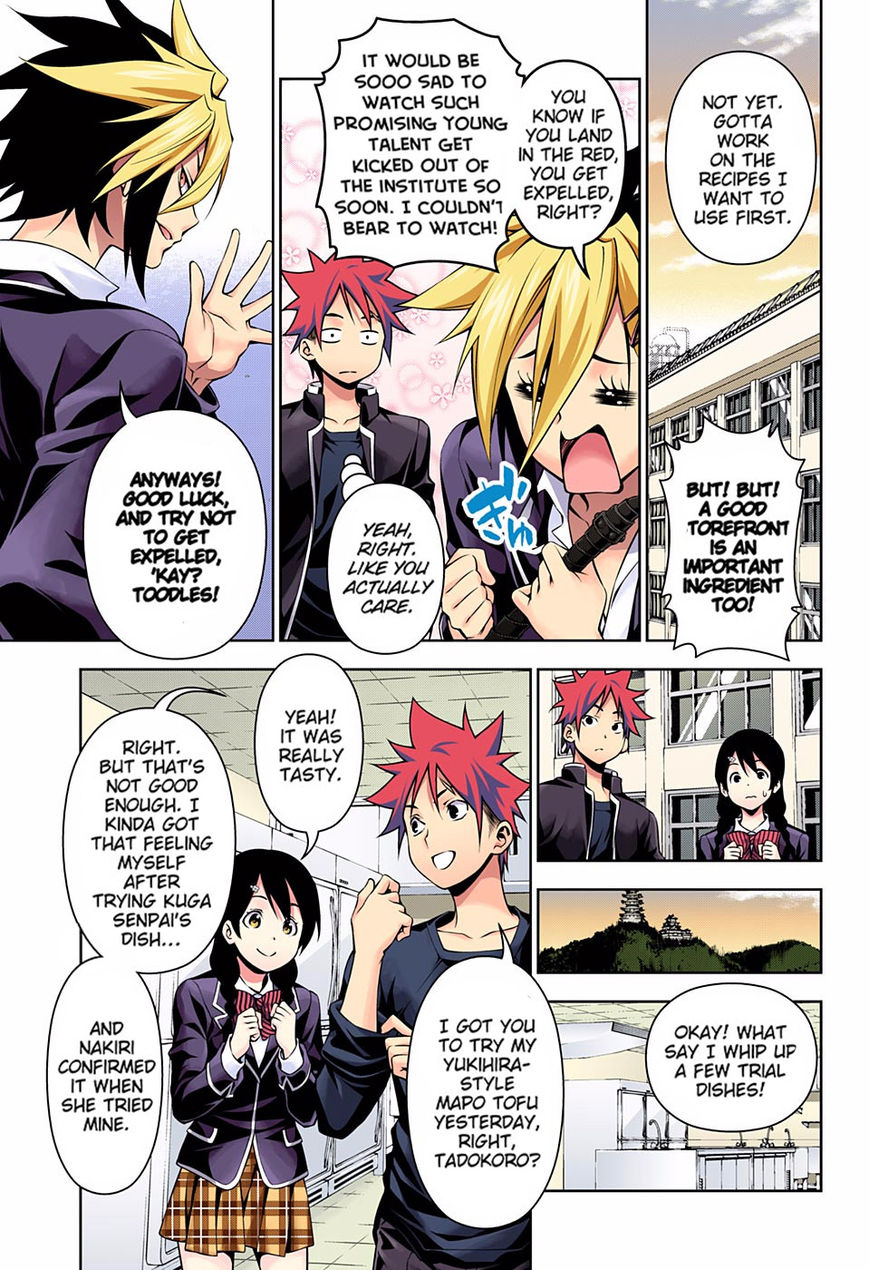 NOT YET.
GOTTA
WORK
ON THE
RECIPES I
WANT TO
USE FIRST.
BUT! BUT!
A GOOD
TOREFRONT
IS AN
IMPORTANT
INGREDIENT
TOO!
YOU
KNOW IF
YOU LAND
IN THE RED,
YOU GET
EXPELLED,
RIGHT?
IT WOULD BE
SOOO SAD TO
WATCH SUCH
PROMISING YOUNG
TALENT GET
KICKED OUT OF
THE INSTITUTE SO
SOON. I COULDN'T
BEAR TO WATCH!
ぎゅ
YEAH,
RIGHT.
LIKE YOU
ACTUALLY
CARE.
ANYWAYS!
GOOD LUCK,
AND TRY NOT
TO GET
EXPELLED,
'KAY?
TOODLES!
OKAY! WHAT
SAY I WHIP UP
A FEW TRIAL
DISHES!
I GOT YOU
TO TRY MY
YUKIHIRA-
STYLE
MAPO TOFU
YESTERDAY,
RIGHT,
TADOKORO?
YEAH!
IT WAS
REALLY
TASTY.
RIGHT.
BUT THAT'S
NOT GOOD
ENOUGH. I
KINDA GOT
THAT FEELING
MYSELF
AFTER
TRYING KUGA
SENPAI'S
DISH...
AND
NAKIRI
CONFIRMED
IT WHEN
SHE TRIED
MINE.